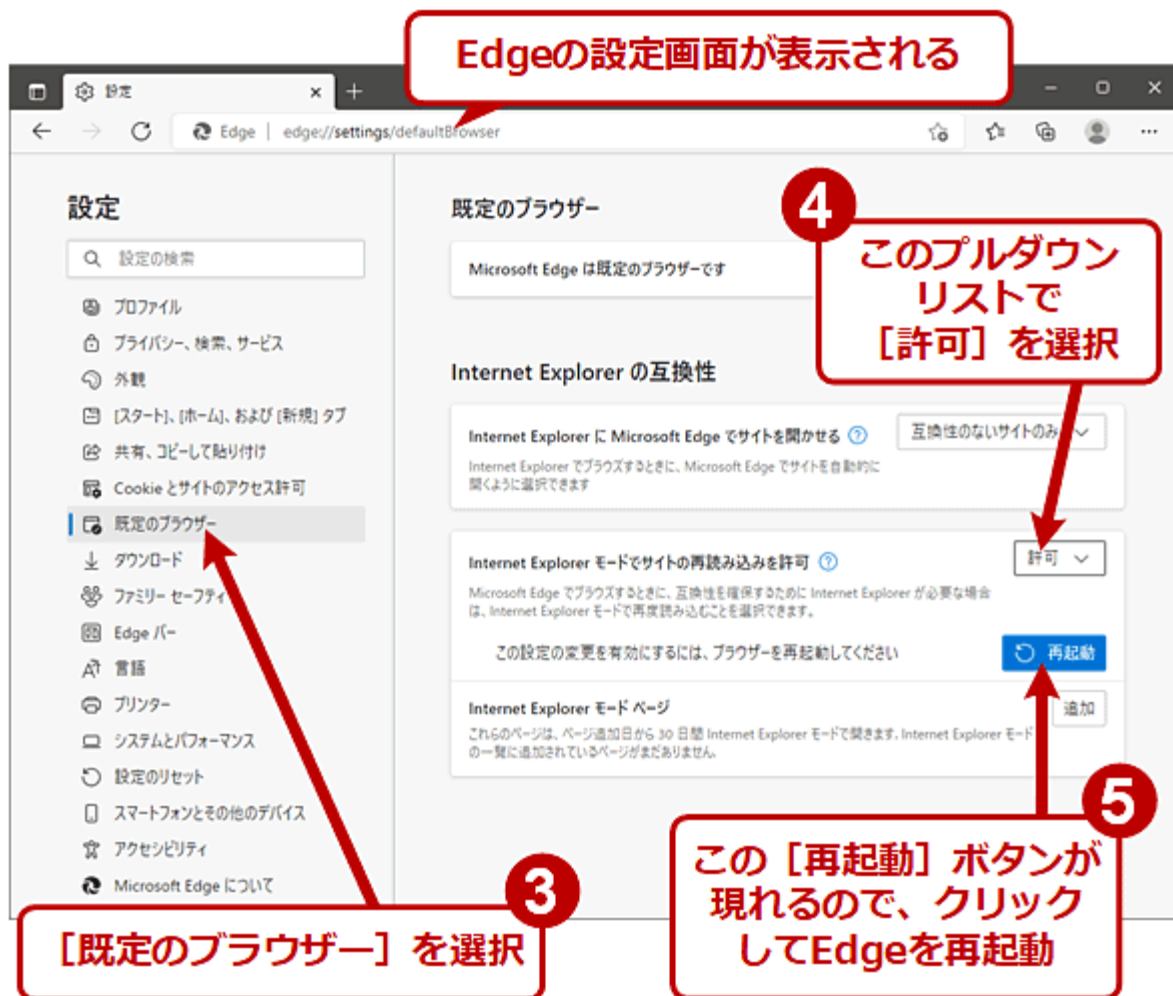 Edgeの設定画面が表示される
設定
Edge
edge://settings/defaultBrowser
設定
設定の検索
プロファイル
プライバシー、検索、サービス
外観
[スタート]、[ホーム]、および [新規] タブ
共有、コピーして貼り付け
Cookie とサイトのアクセス許可
既定のブラウザー
ダウンロード
ファミリー セーフティ
Edge バー
言語
プリンター
システムとパフォーマンス
設定のリセット
スマートフォンとその他のデバイス
アクセシビリティ
Microsoft Edge について
3
［既定のブラウザー］を選択
既定のブラウザー
Microsoft Edge は既定のブラウザーです
4
このプルダウン
リストで
［許可］を選択
Internet Explorer の互換性
Internet Explorer に Microsoft Edge でサイトを開かせる
互換性のないサイトのみ
Internet Explorer でブラウズするときに、Microsoft Edge でサイトを自動的に
開くように選択できます
Internet Explorer モードでサイトの再読み込みを許可
許可
Microsoft Edge でブラウズするときに、互換性を確保するために Internet Explorer が必要な場合
は、Internet Explorer モードで再度読み込むことを選択できます。
この設定の変更を有効にするには、ブラウザーを再起動してください
再起動
Internet Explorer モード ページ
追加
これらのページは、ページ追加日から 30 日間 Internet Explorer モードで開きます。Internet Explorer モード
の一覧に追加されているページがまだありません。
5
この［再起動］ボタンが
現れるので、クリック
してEdgeを再起動